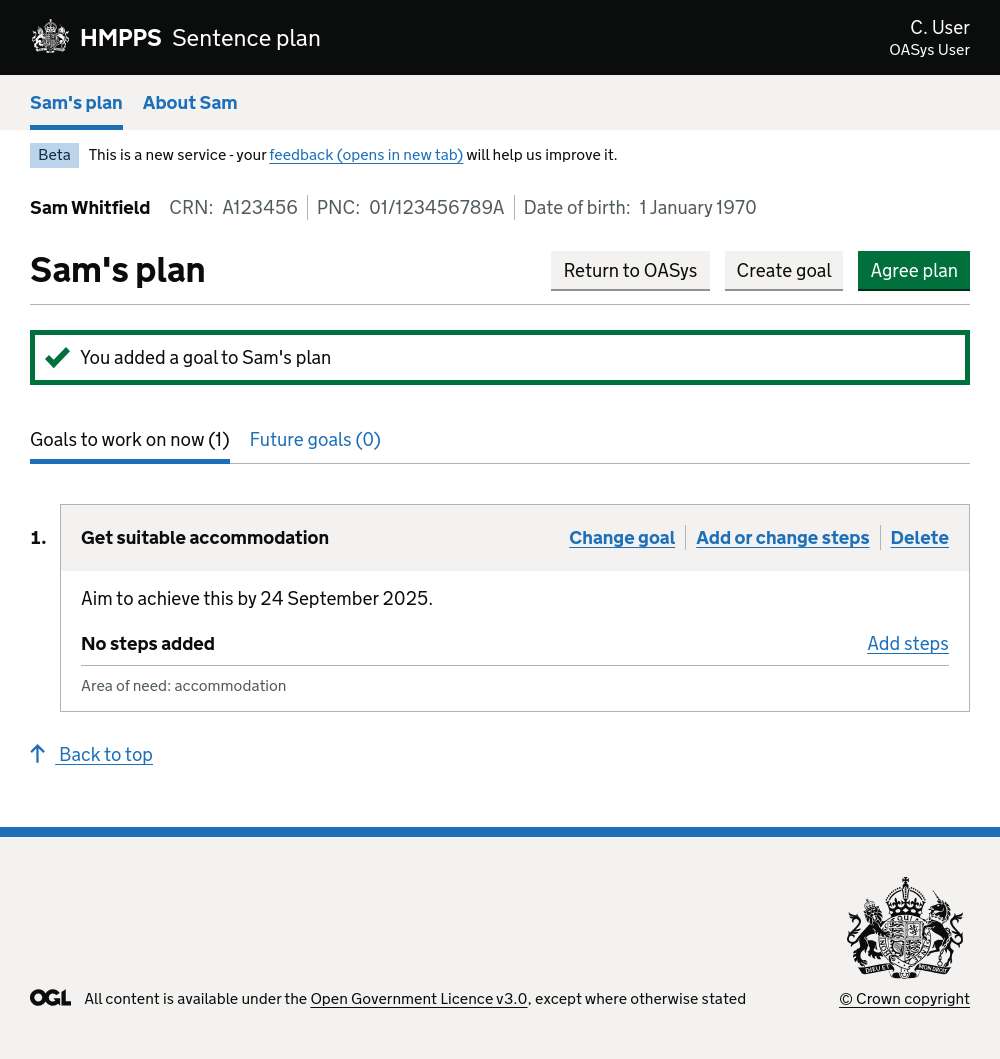 HMPPS Sentence plan
C. User
OASys User
Sam's plan About Sam
Beta This is a new service - your feedback (opens in new tab) will help us improve it.
Sam Whitfield CRN: A123456 PNC: 01/123456789A Date of birth: 1 January 1970
Sam's plan Return to OASys Create goal Agree plan
You added a goal to Sam's plan
Goals to work on now (1) Future goals (0)
1. Get suitable accommodation Change goal Add or change steps Delete
Aim to achieve this by 24 September 2025.
No steps added Add steps
Area of need: accommodation
Back to top
DIEU ET MON DROIT
OGL All content is available under the Open Government Licence v3.0, except where otherwise stated © Crown copyright